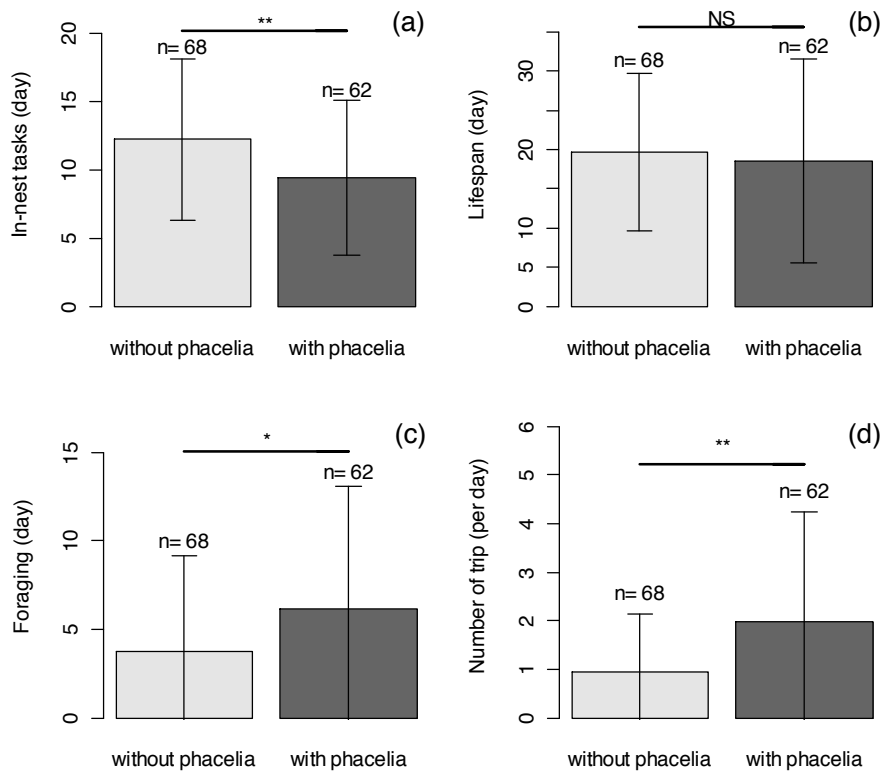 (a)
**
n= 68
n= 62
In-nest tasks (day)
0
5
10
15
20
without phacelia
with phacelia
(b)
NS
n= 68
n= 62
Lifespan (day)
0
5
10
20
30
without phacelia
with phacelia
(c)
*
n= 68
n= 62
Foraging (day)
0
5
10
15
without phacelia
with phacelia
(d)
**
n= 68
n= 62
Number of trip (per day)
0
1
2
3
4
5
6
without phacelia
with phacelia